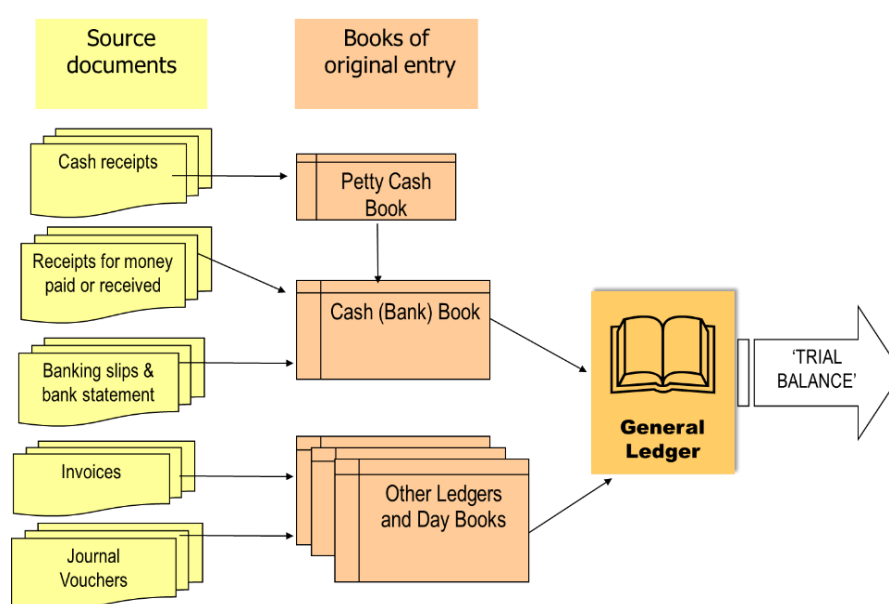 Source
documents
Books of
original entry
Cash receipts
Petty Cash
Book
Receipts for money
paid or received
Cash (Bank) Book
Banking slips &
bank statement
‘TRIAL
BALANCE’
General
Ledger
Invoices
Other Ledgers
and Day Books
Journal
Vouchers